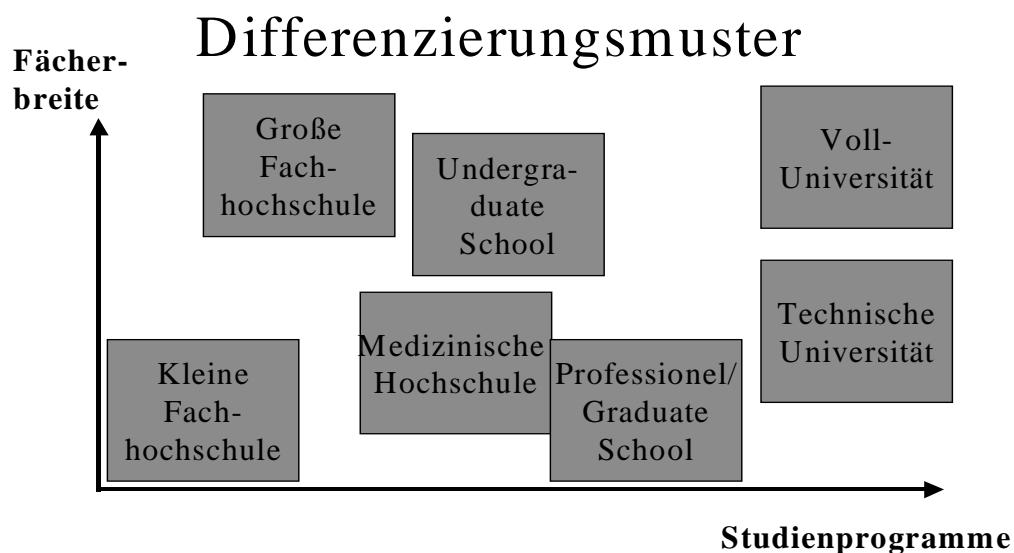 Differenzierungsmuster
Fächer-
breite
Große
Fach-
hochschule
Undergra-
duate
School
Voll-
Universität
Medizinische
Hochschule
Technische
Universität
Kleine
Fach-
hochschule
Professionel/
Graduate
School
Studienprogramme